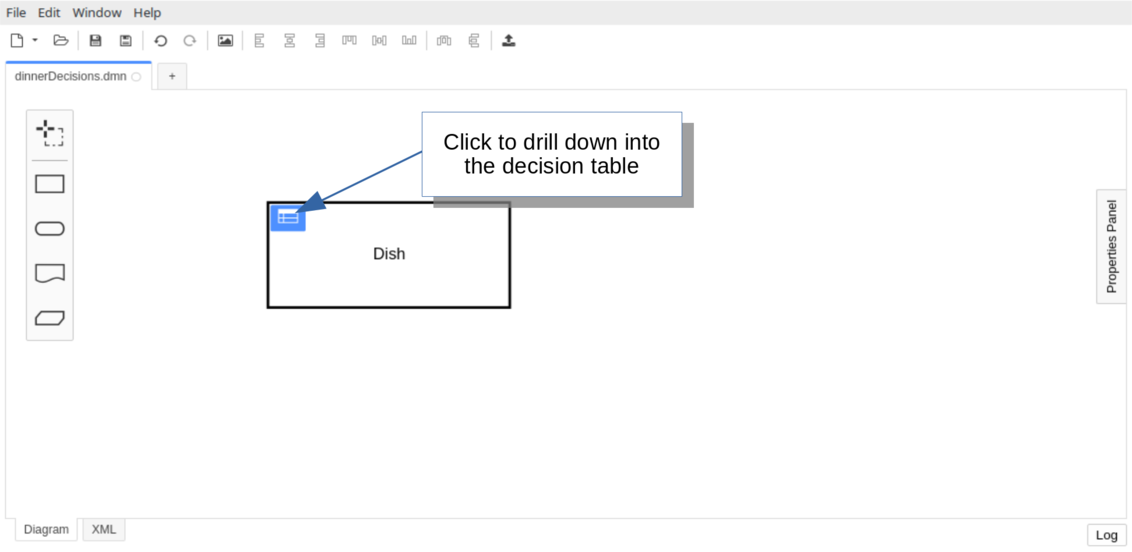 File Edit Window Help
dinnerDecisions.dmn +
Click to drill down into
the decision table
Dish
Properties Panel
Diagram XML
Log